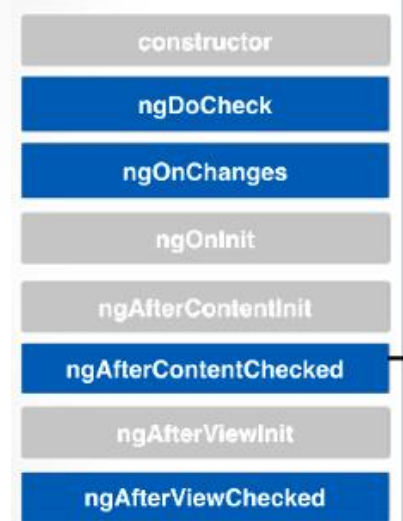 constructor
ngDoCheck
ngOnChanges
ngOnInit
ngAfterContentInit
ngAfterContentChecked
ngAfterViewInit
ngAfterViewChecked